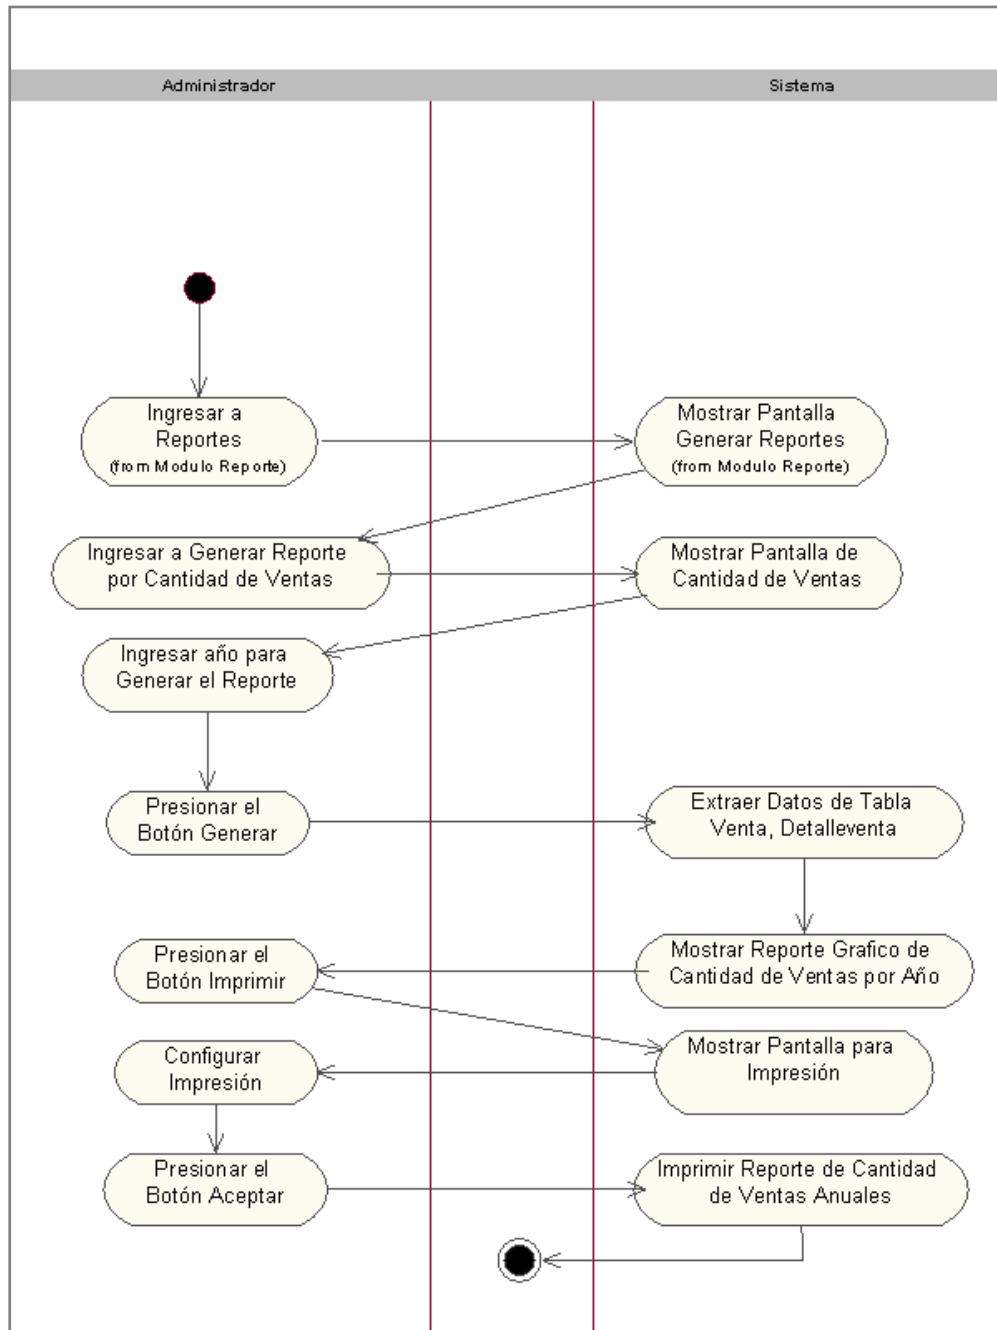 Administrador
Sistema
Ingresar a
Reportes
(from Modulo Reporte)
Mostrar Pantalla
Generar Reportes
(from Modulo Reporte)
Ingresar a Generar Reporte
por Cantidad de Ventas
Mostrar Pantalla de
Cantidad de Ventas
Ingresar año para
Generar el Reporte
Presionar el
Botón Generar
Extraer Datos de Tabla
Venta, Detalleventa
Mostrar Reporte Grafico de
Cantidad de Ventas por Año
Presionar el
Botón Imprimir
Mostrar Pantalla para
Impresión
Configurar
Impresión
Presionar el
Botón Aceptar
Imprimir Reporte de Cantidad
de Ventas Anuales